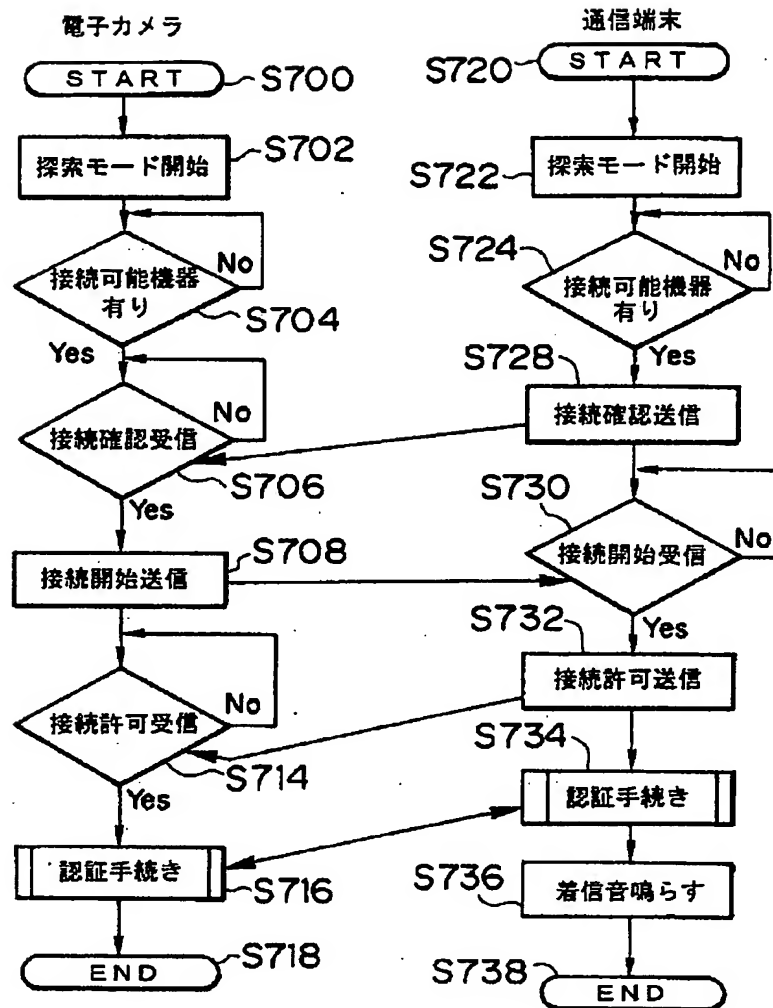 電子カメラ
START
S700
探索モード開始
S702
接続可能機器
有り
No
S704
Yes
接続確認受信
No
S706
Yes
接続開始送信
S708
接続許可受信
No
S714
Yes
認証手続き
S716
END
S718
通信端末
S720
START
S722
探索モード開始
S724
接続可能機器
有り
No
Yes
S728
接続確認送信
S730
接続開始受信
No
Yes
S732
接続許可送信
S734
認証手続き
S736
着信音鳴らす
S738
END